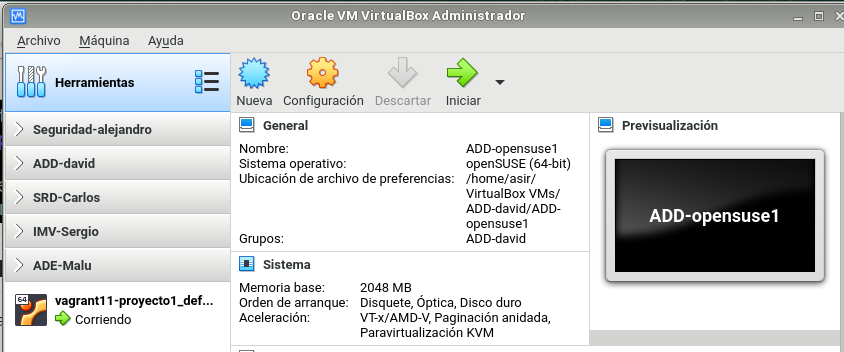 Oracle VM VirtualBox Administrador
Archivo Máquina Ayuda
Herramientas
Nueva Configuración Descartar Iniciar
Seguridad-alejandro
ADD-david
SRD-Carlos
IMV-Sergio
ADE-Malu
64
vagrant11-proyecto1_def...
Corriendo
General
Nombre: ADD-opensuse1
Sistema operativo: openSUSE (64-bit)
Ubicación de archivo de preferencias: /home/asir/
VirtualBox VMs/
ADD-david/ADD-
opensuse1
Grupos: ADD-david
Sistema
Memoria base: 2048 MB
Orden de arranque: Disquete, Óptica, Disco duro
Aceleración: VT-x/AMD-V, Paginación anidada,
Paravirtualización KVM
Previsualización
ADD-opensuse1